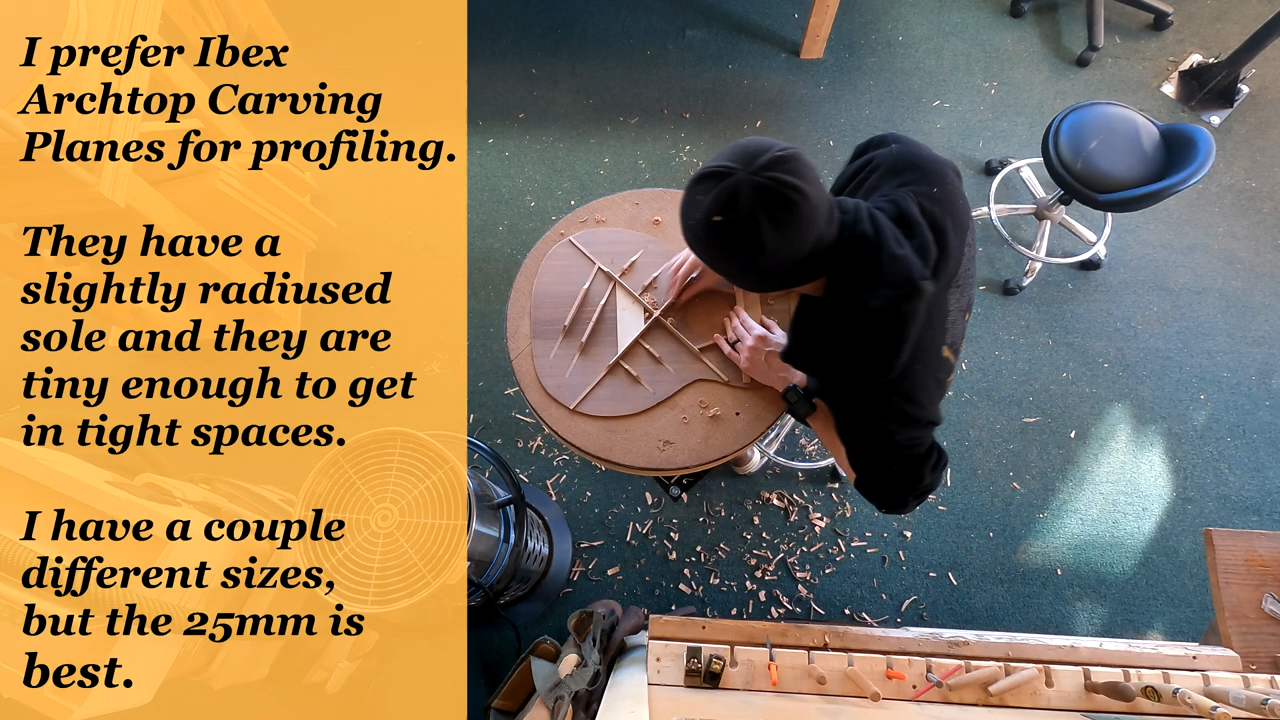 I prefer Ibex
Archtop Carving
Planes for profiling.
They have a
slightly radiused
sole and they are
tiny enough to get
in tight spaces.
I have a couple
different sizes,
but the 25mm is
best.